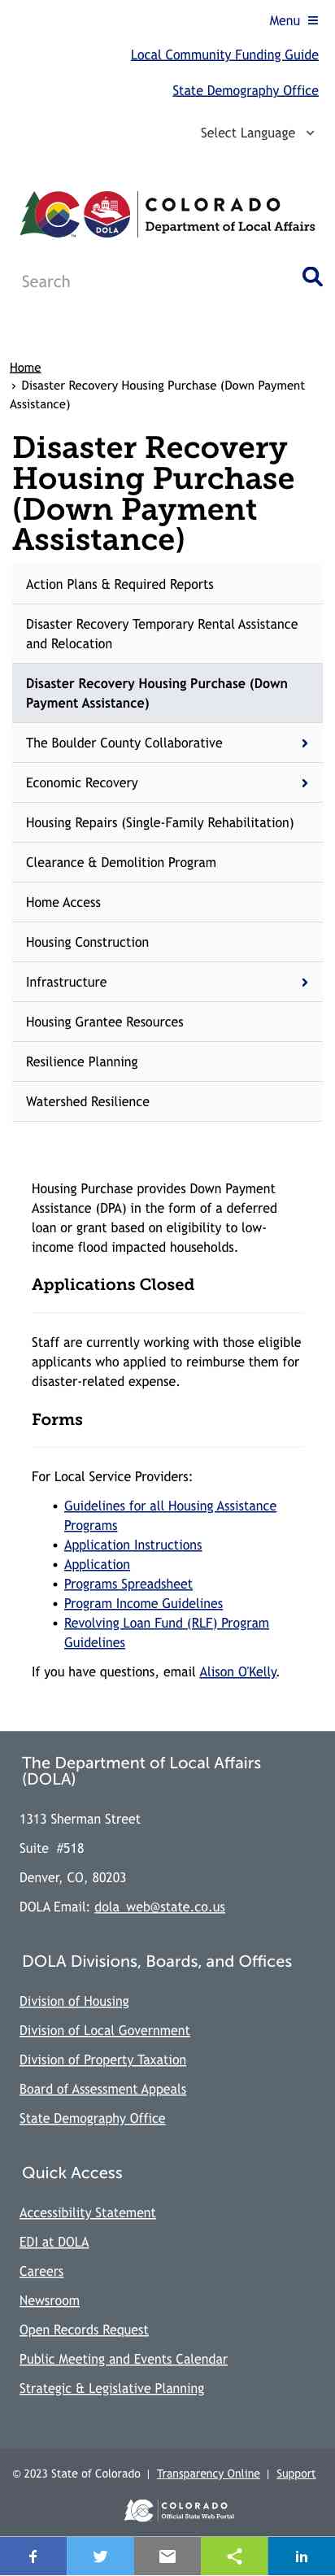 Menu
Local Community Funding Guide
State Demography Office
Select Language
DOLA
COLORADO
Department of Local Affairs
Search
Home
› Disaster Recovery Housing Purchase (Down Payment
Assistance)
Disaster Recovery
Housing Purchase
(Down Payment
Assistance)
Action Plans & Required Reports
Disaster Recovery Temporary Rental Assistance
and Relocation
Disaster Recovery Housing Purchase (Down
Payment Assistance)
The Boulder County Collaborative
Economic Recovery
Housing Repairs (Single-Family Rehabilitation)
Clearance & Demolition Program
Home Access
Housing Construction
Infrastructure
Housing Grantee Resources
Resilience Planning
Watershed Resilience
Housing Purchase provides Down Payment
Assistance (DPA) in the form of a deferred
loan or grant based on eligibility to low-
income flood impacted households.
Applications Closed
Staff are currently working with those eligible
applicants who applied to reimburse them for
disaster-related expense.
Forms
For Local Service Providers:
• Guidelines for all Housing Assistance
Programs
• Application Instructions
• Application
• Programs Spreadsheet
• Program Income Guidelines
• Revolving Loan Fund (RLF) Program
Guidelines
If you have questions, email Alison O'Kelly.
The Department of Local Affairs
(DOLA)
1313 Sherman Street
Suite #518
Denver, CO, 80203
DOLA Email: dola_web@state.co.us
DOLA Divisions, Boards, and Offices
Division of Housing
Division of Local Government
Division of Property Taxation
Board of Assessment Appeals
State Demography Office
Quick Access
Accessibility Statement
EDI at DOLA
Careers
Newsroom
Open Records Request
Public Meeting and Events Calendar
Strategic & Legislative Planning
© 2023 State of Colorado | Transparency Online | Support
COLORADO
Official State Web Portal